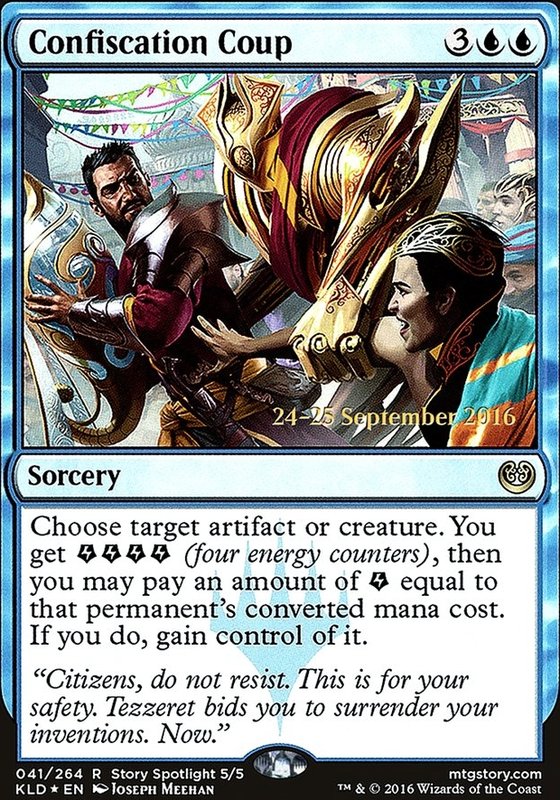 Confiscation Coup 3
24-25 September 2016
Sorcery
Choose target artifact or creature. You
get (four energy counters), then
you may pay an amount of equal to
that permanent's converted mana cost.
If you do, gain control of it.
“Citizens, do not resist. This is for your
safety. Tezzeret bids you to surrender your
inventions. Now.”
041/264 R Story Spotlight 5/5 mtgstory.com
KLD ★ EN Joseph Meehan ™ & © 2016 Wizards of the Coast